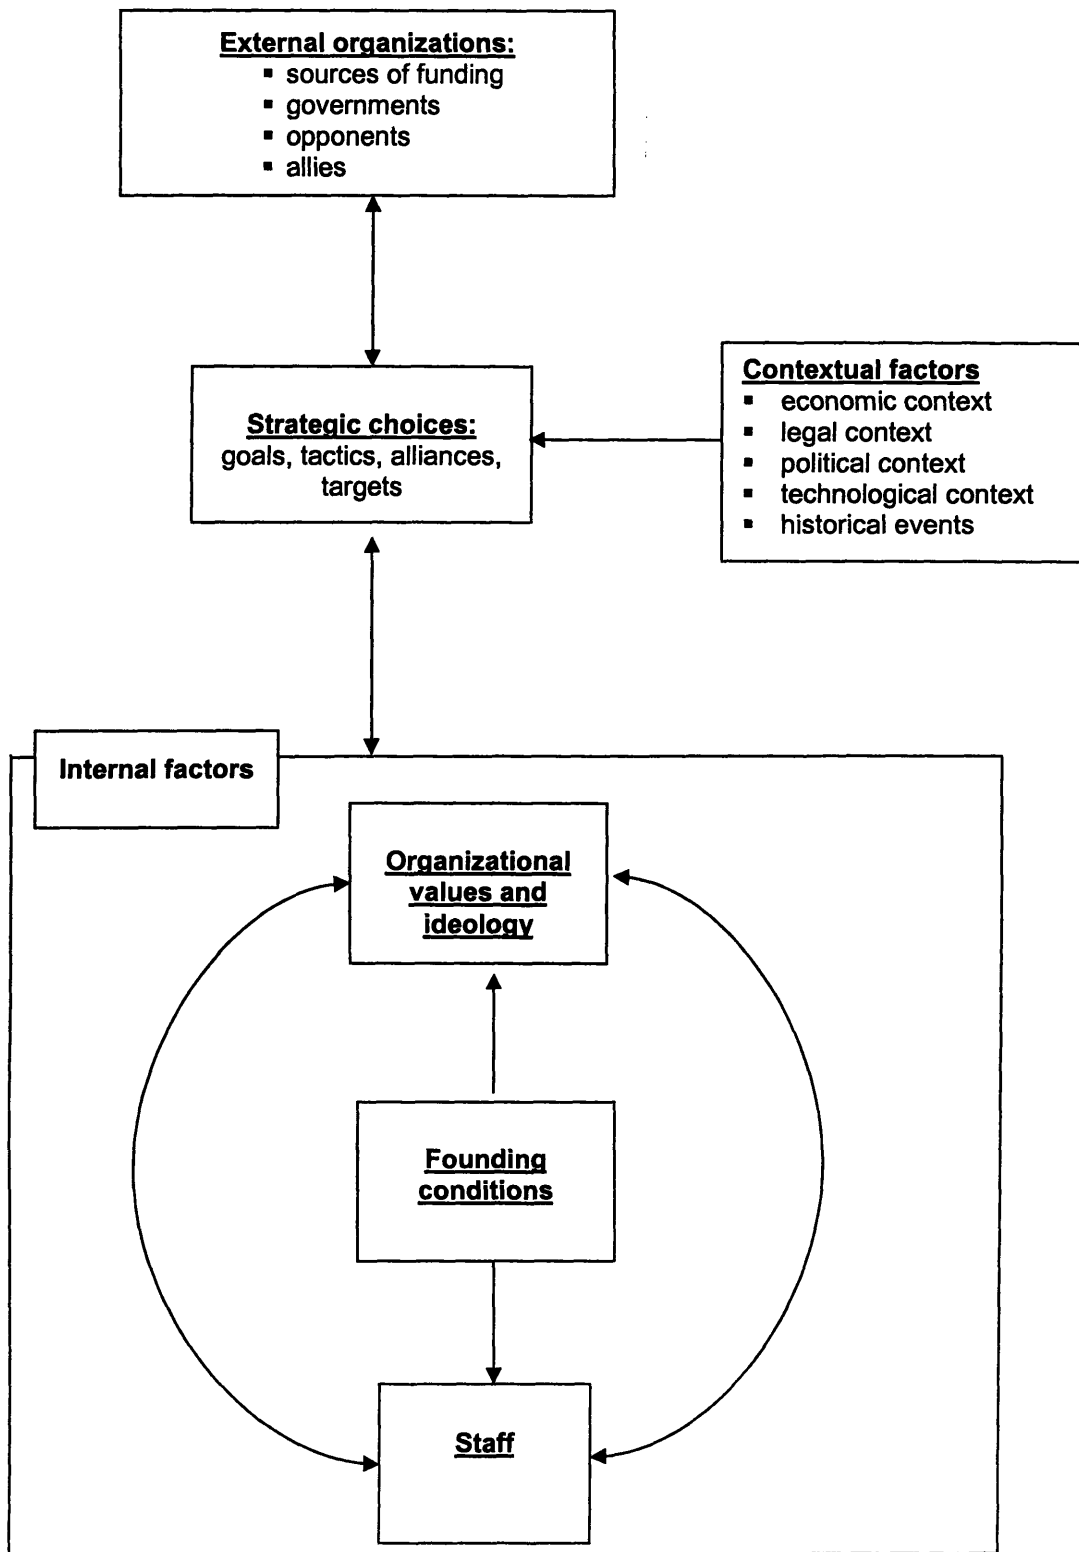 External organizations:
▪ sources of funding
▪ governments
▪ opponents
▪ allies
Strategic choices:
goals, tactics, alliances,
targets
Contextual factors
▪ economic context
▪ legal context
▪ political context
▪ technological context
▪ historical events
Internal factors
Organizational
values and
ideology
Founding
conditions
Staff